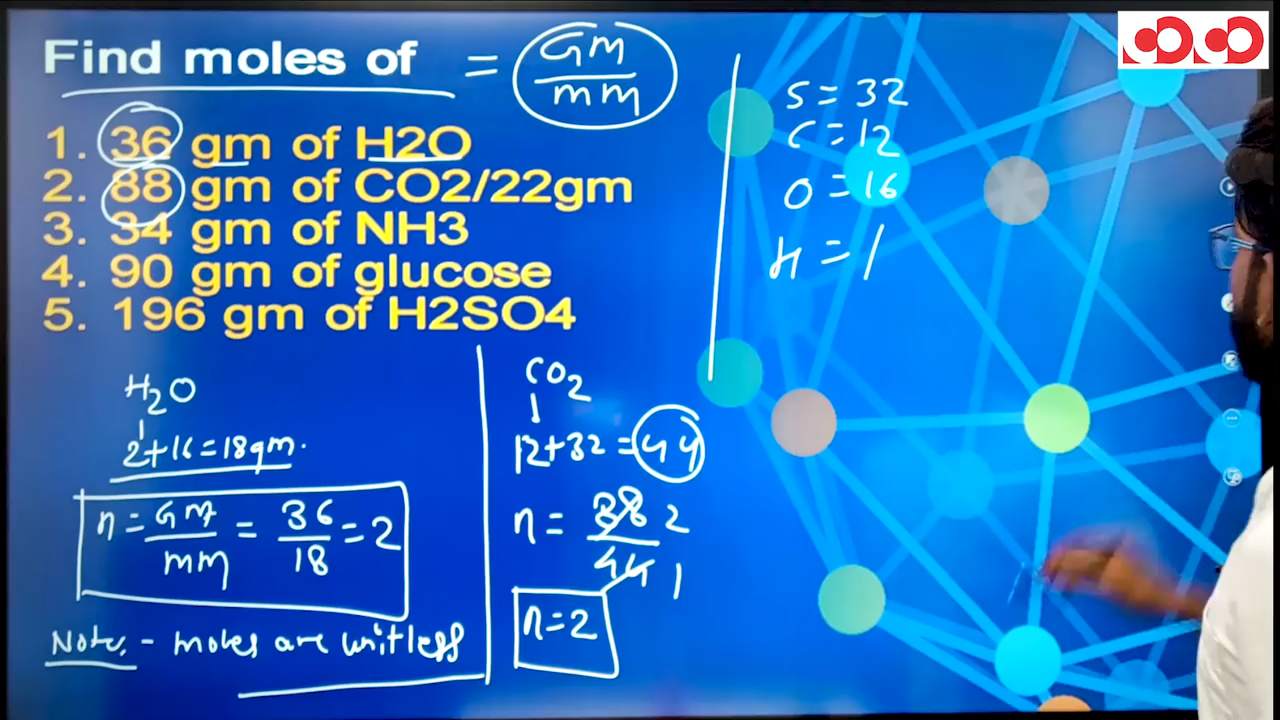 Find moles of = GM/mm
1. 36 gm of H2O
2. 88 gm of CO2/22gm
3. 34 gm of NH3
4. 90 gm of glucose
5. 196 gm of H2SO4
S = 32
C = 12
O = 16
H = 1
H2O
2+16=18gm.
n = GM/mm = 36/18 = 2
Note: - moles are unitless
CO2
12+32 = 44
n = 88/44 2/1
n=2